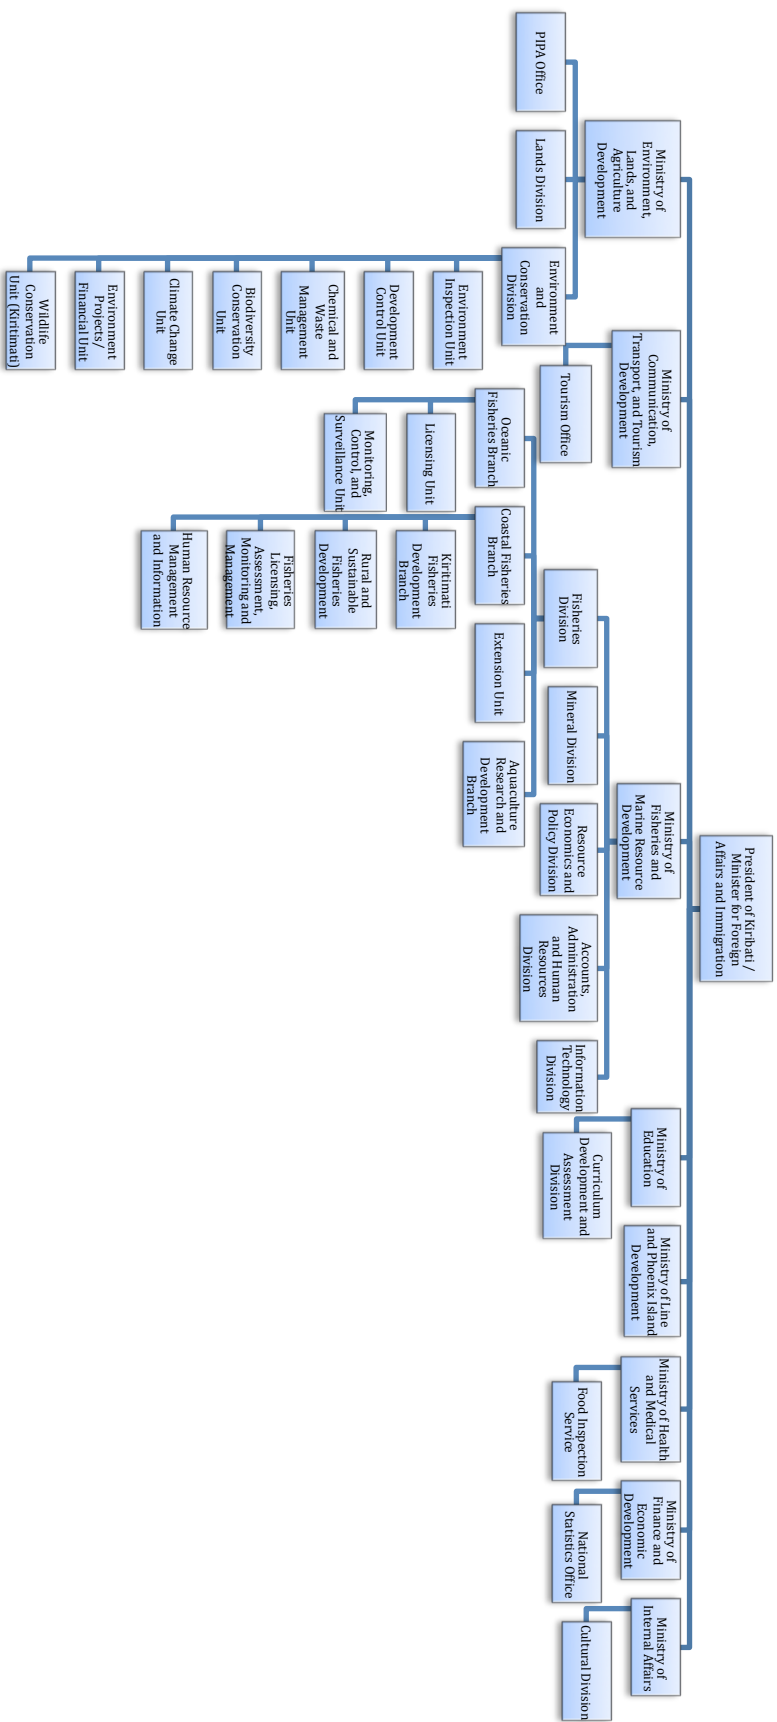 President of Kiribati /
Minister for Foreign
Affairs and Immigration
Ministry of
Environment,
Lands, and
Agriculture
Development
PIPA Office
Lands Division
Environment
and
Conservation
Division
Environment
Inspection Unit
Development
Control Unit
Chemical and
Waste
Management
Unit
Biodiversity
Conservation
Unit
Climate Change
Unit
Environment
Projects/
Financial Unit
Wildlife
Conservation
Unit (Kiritimati)
Ministry of
Communication,
Transport, and Tourism
Development
Tourism Office
Ministry of
Fisheries and
Marine Resource
Development
Fisheries
Division
Oceanic
Fisheries Branch
Licensing Unit
Monitoring,
Control, and
Surveillance Unit
Coastal Fisheries
Branch
Kiritimati
Fisheries
Development
Branch
Rural and
Sustainable
Fisheries
Development
Fisheries
Licensing,
Assessment,
Monitoring and
Management
Human Resource
Management
and Information
Extension Unit
Aquaculture
Research and
Development
Branch
Mineral Division
Resource
Economics and
Policy Division
Accounts,
Administration
and Human
Resources
Division
Information
Technology
Division
Ministry of
Education
Curriculum
Development and
Assessment
Division
Ministry of Line
and Phoenix Island
Development
Ministry of Health
and Medical
Services
Food Inspection
Service
Ministry of
Finance and
Economic
Development
National
Statistics Office
Ministry of
Internal Affairs
Cultural Division